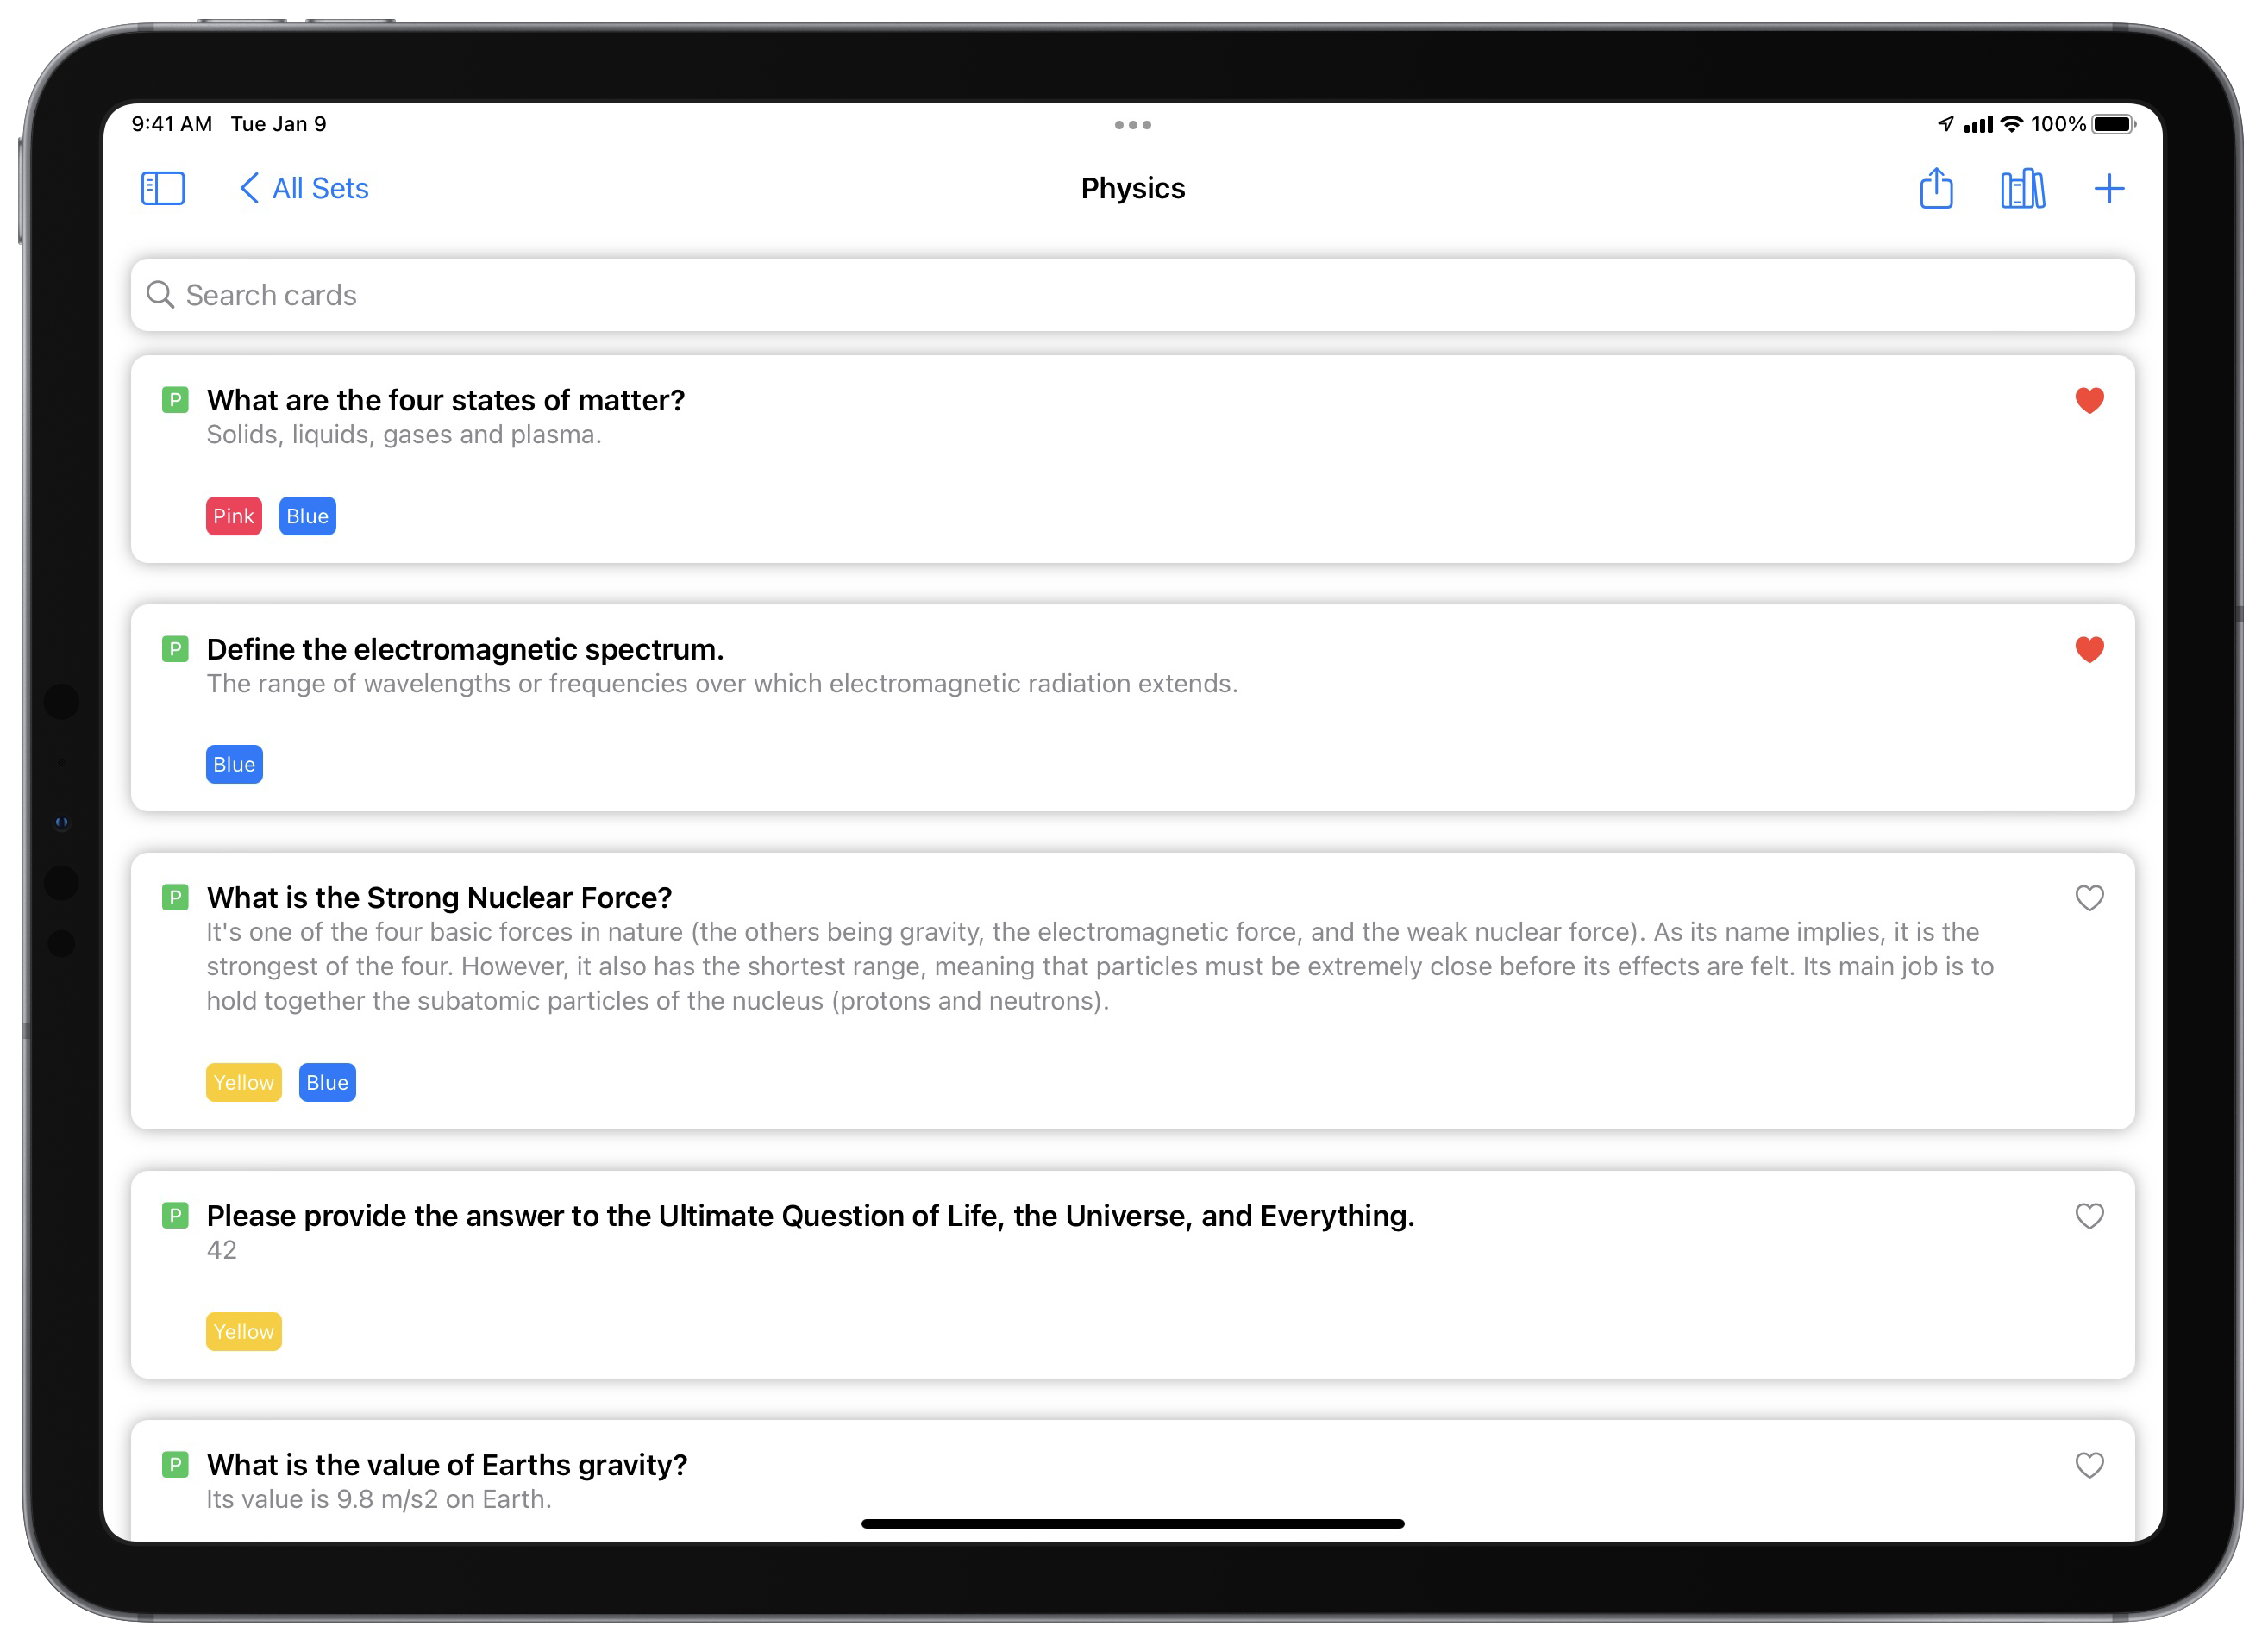 9:41 AM Tue Jan 9
100%
All Sets
Physics
Search cards
P What are the four states of matter?
Solids, liquids, gases and plasma.
Pink Blue
P Define the electromagnetic spectrum.
The range of wavelengths or frequencies over which electromagnetic radiation extends.
Blue
P What is the Strong Nuclear Force?
It's one of the four basic forces in nature (the others being gravity, the electromagnetic force, and the weak nuclear force). As its name implies, it is the
strongest of the four. However, it also has the shortest range, meaning that particles must be extremely close before its effects are felt. Its main job is to
hold together the subatomic particles of the nucleus (protons and neutrons).
Yellow Blue
P Please provide the answer to the Ultimate Question of Life, the Universe, and Everything.
42
Yellow
P What is the value of Earths gravity?
Its value is 9.8 m/s2 on Earth.